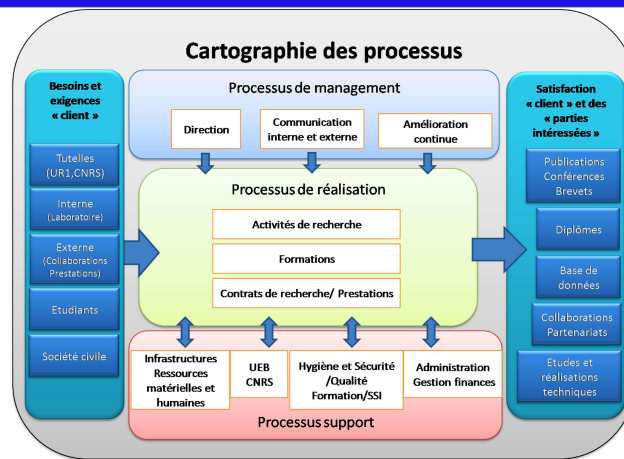 Cartographie des processus
Besoins et
exigences
« client »
Tutelles
(UR1,CNRS)
Interne
(Laboratoire)
Externe
(Collaborations
Prestations)
Etudiants
Société civile
Processus de management
Direction
Communication
interne et externe
Amélioration
continue
Processus de réalisation
Activités de recherche
Formations
Contrats de recherche/ Prestations
Infrastructures
Ressources
matérielles et
humaines
UEB
CNRS
Hygiène et Sécurité
/Qualité
Formation/SSI
Administration
Gestion finances
Processus support
Satisfaction
« client » et des
« parties
intéressées »
Publications
Conférences
Brevets
Diplômes
Base de
données
Collaborations
Partenariats
Etudes et
réalisations
techniques